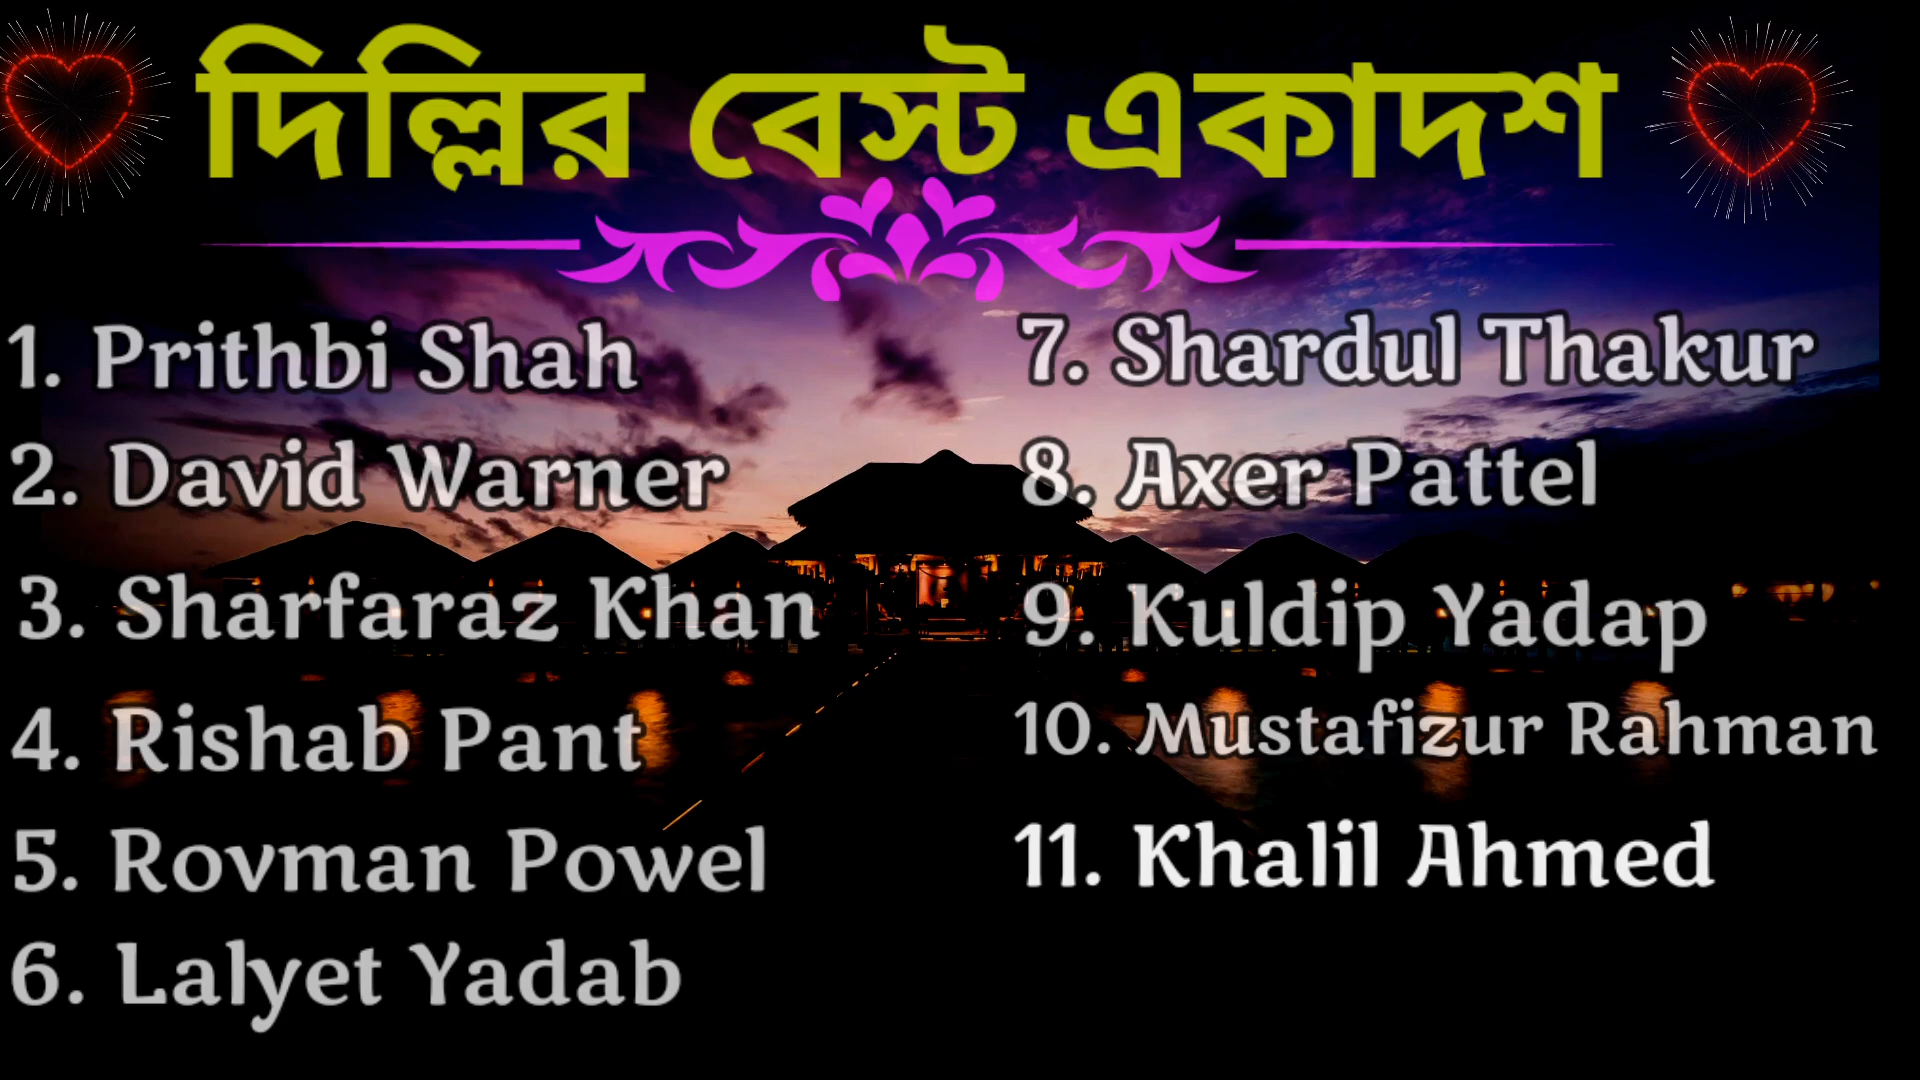 দিল্লির বেস্ট একাদশ
1. Prithbi Shah
2. David Warner
3. Sharfaraz Khan
4. Rishab Pant
5. Rovman Powel
6. Lalyet Yadab
7. Shardul Thakur
8. Axer Pattel
9. Kuldip Yadap
10. Mustafizur Rahman
11. Khalil Ahmed